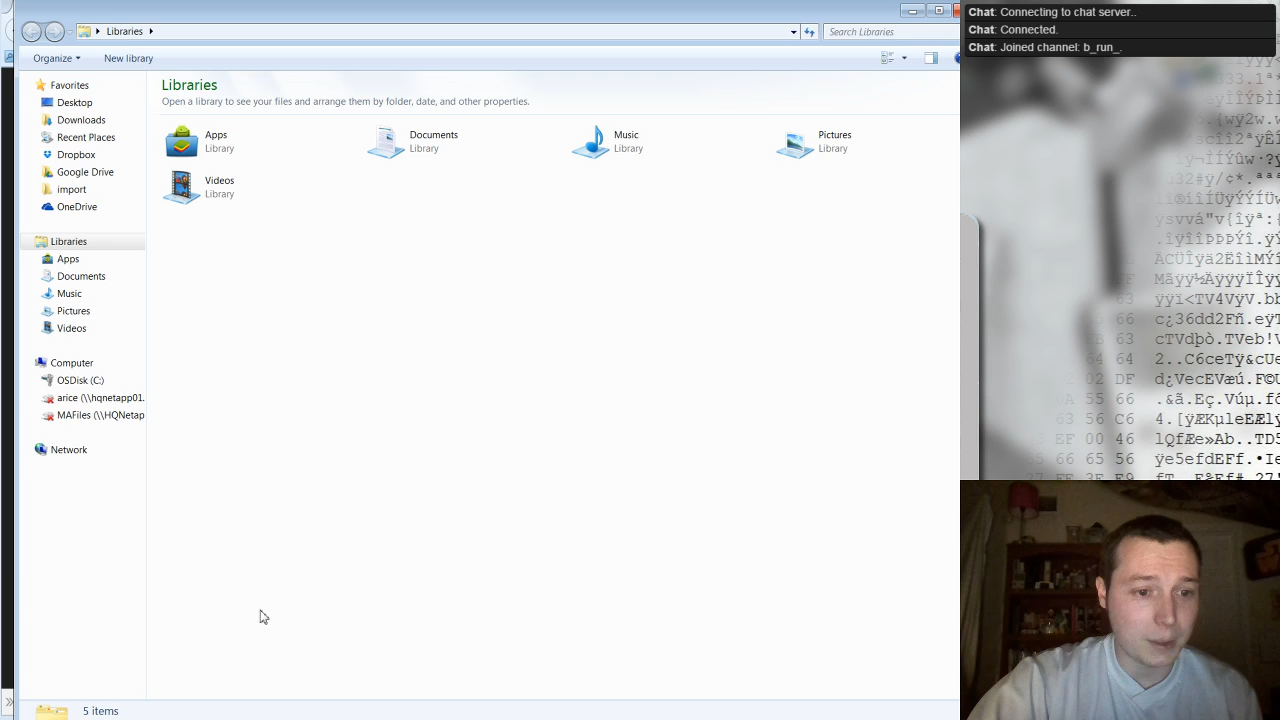 Libraries
Search Libraries
Organize
New library
Favorites
Desktop
Downloads
Recent Places
Dropbox
Google Drive
import
OneDrive
Libraries
Apps
Documents
Music
Pictures
Videos
Computer
OSDisk (C:)
arice (\\hqnetapp01.
MAFiles (\\HQNetap
Network
Libraries
Open a library to see your files and arrange them by folder, date, and other properties.
Apps
Library
Documents
Library
Music
Library
Pictures
Library
Videos
Library
5 items
Chat: Connecting to chat server..
Chat: Connected.
Chat: Joined channel: b_run_.